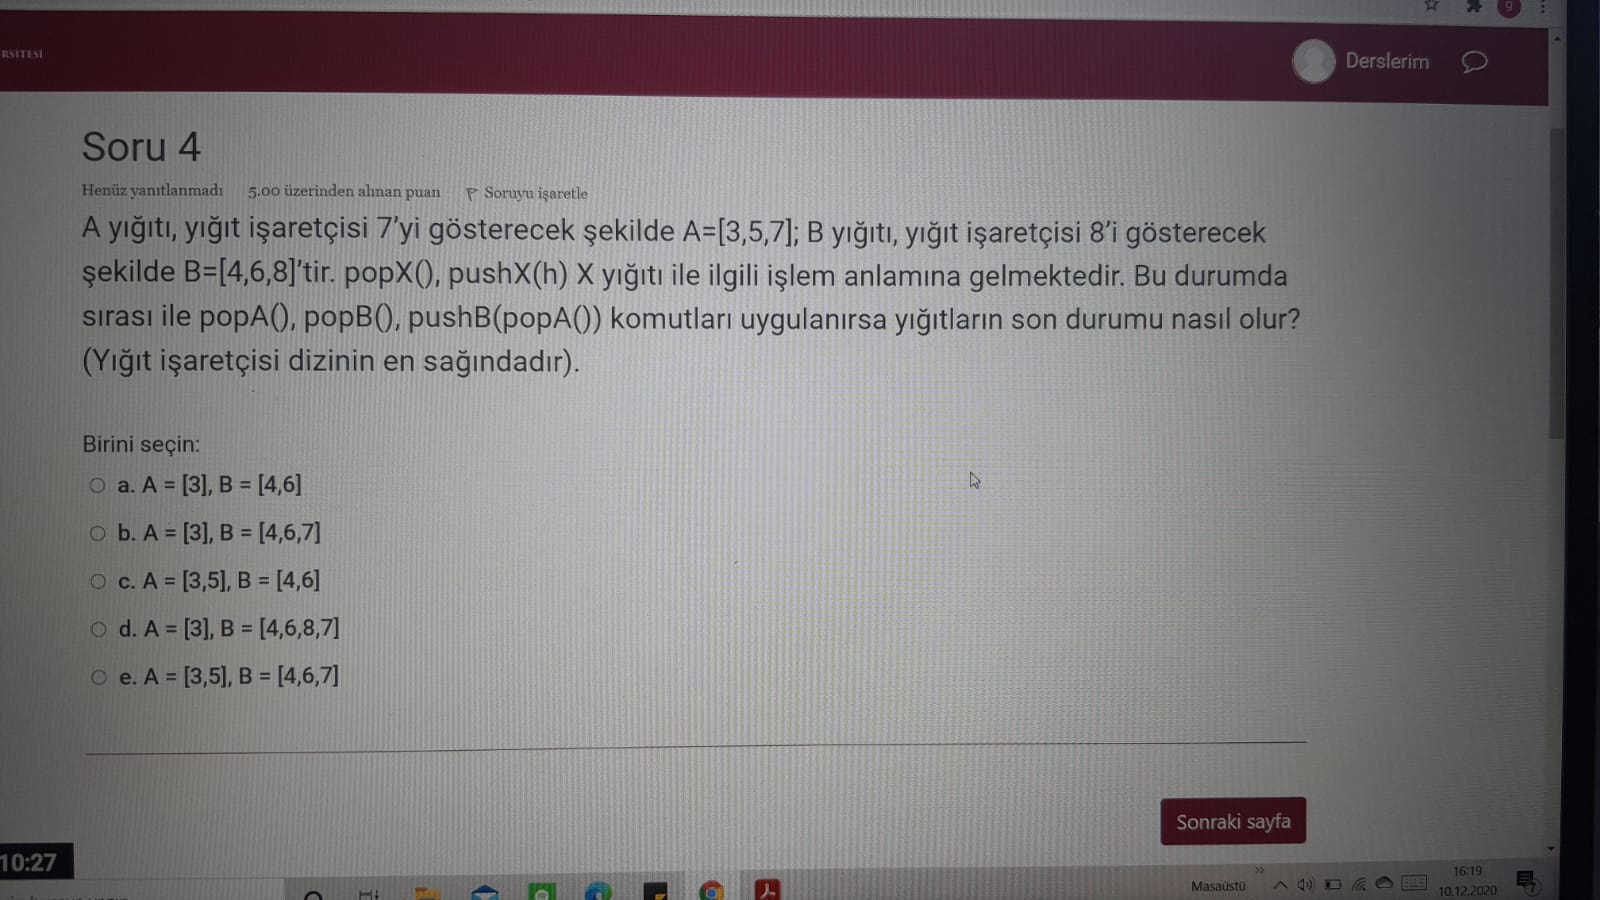 RSİTESİ
g
Derslerim
Soru 4
Henüz yanıtlanmadı 5.00 üzerinden alınan puan Soruyu işaretle
A yığıtı, yığıt işaretçisi 7'yi gösterecek şekilde A=[3,5,7]; B yığıtı, yığıt işaretçisi 8'i gösterecek
şekilde B=[4,6,8]'tir. popX(), pushX(h) X yığıtı ile ilgili işlem anlamına gelmektedir. Bu durumda
sırası ile popA(), popB(), pushB(popA()) komutları uygulanırsa yığıtların son durumu nasıl olur?
(Yığıt işaretçisi dizinin en sağındadır).
Birini seçin:
a. A = [3], B = [4,6]
b. A = [3], B = [4,6,7]
c. A = [3,5], B = [4,6]
d. A = [3], B = [4,6,8,7]
e. A = [3,5], B = [4,6,7]
Sonraki sayfa
10:27
Masaüstü
16:19
10.12.2020
7